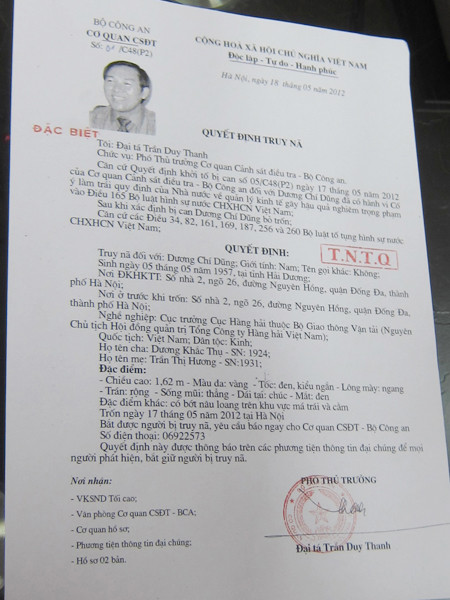 BỘ CÔNG AN
CƠ QUAN CSĐT
Số: /C48(P2)
CỘNG HOÀ XÃ HỘI CHỦ NGHĨA VIỆT NAM
Độc lập - Tự do - Hạnh phúc
Hà Nội, ngày 18 tháng 05 năm 2012
ĐẶC BIỆT
QUYẾT ĐỊNH TRUY NÃ
Tôi: Đại tá Trần Duy Thanh
Chức vụ: Phó Thủ trưởng Cơ quan Cảnh sát điều tra - Bộ Công an.
Căn cứ Quyết định khởi tố bị can số 05/C48(P2) ngày 17 tháng 05 năm 2012
của Cơ quan Cảnh sát điều tra - Bộ Công an đối với Dương Chí Dũng có hành vi Cố
ý làm trái quy định của Nhà nước về quản lý kinh tế gây hậu quả nghiêm trọng phạm
vào Điều 165 Bộ luật hình sự nước CHXHCN Việt Nam;
Sau khi xác định bị can Dương Chí Dũng bỏ trốn;
Căn cứ các Điều 34, 82, 161, 169, 187, 256 và 260 Bộ luật tố tụng hình sự nước
CHXHCN Việt Nam;
QUYẾT ĐỊNH:
T.N.T.Q
Truy nã đối với: Dương Chí Dũng; Giới tính: Nam; Tên gọi khác: Không;
Sinh ngày 05 tháng 05 năm 1957, tại tỉnh Hải Dương;
Nơi ĐKHKTT: Số nhà 2, ngõ 26, đường Nguyên Hồng, quận Đống Đa, thành
phố Hà Nội;
Nơi ở trước khi trốn: Số nhà 2, ngõ 26, đường Nguyên Hồng, quận Đống Đa,
thành phố Hà Nội;
Nghề nghiệp: Cục trưởng Cục Hàng hải thuộc Bộ Giao thông Vận tải (Nguyên
Chủ tịch Hội đồng quản trị Tổng Công ty Hàng hải Việt Nam);
Quốc tịch: Việt Nam; Dân tộc: Kinh;
Họ tên cha: Dương Khắc Thụ - SN: 1924;
Họ tên mẹ: Trần Thị Hương - SN:1931;
Đặc điểm:
- Chiều cao: 1,62 m - Màu da: vàng - Tóc: đen, kiểu ngắn - Lông mày: ngang
- Trán: rộng - Sống mũi: thẳng - Dái tai: chúc - Mắt: đen
Đặc điểm khác: có bớt nâu loang trên khu vực má trái và cằm
Trốn ngày 17 tháng 05 năm 2012 tại Hà Nội
Bắt được người bị truy nã, yêu cầu báo ngay cho Cơ quan CSĐT - Bộ Công an
Số điện thoại: 06922573
Quyết định này được thông báo trên các phương tiện thông tin đại chúng để mọi
người phát hiện, bắt giữ người bị truy nã.
Nơi nhận:
- VKSND Tối cao;
- Văn phòng Cơ quan CSĐT - BCA;
- Cơ quan hồ sơ;
- Phương tiện thông tin đại chúng;
- Hồ sơ 02 bản.
PHÓ THỦ TRƯỞNG
Đại tá Trần Duy Thanh